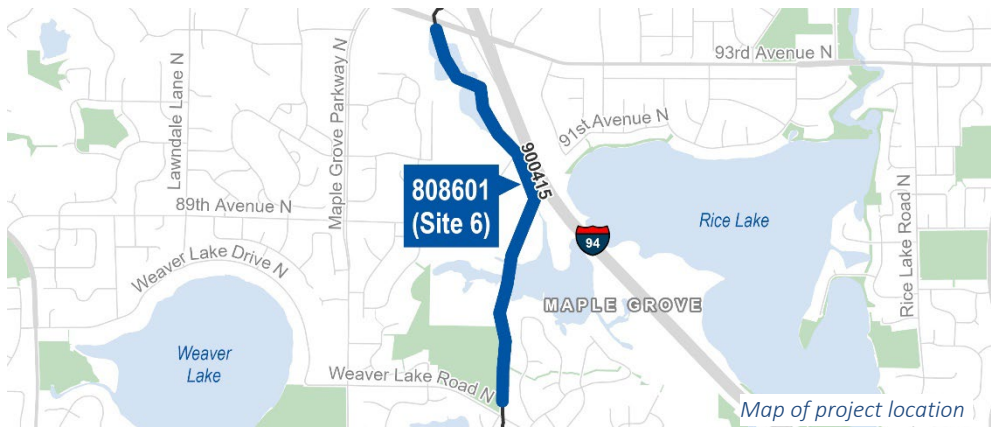 93rd Avenue N
Lawndale Lane N
Maple Grove Parkway N
91st Avenue N
900415
808601
(Site 6)
89th Avenue N
Rice Lake
Rice Lake Road N
94
Weaver Lake Drive N
MAPLE GROVE
Weaver
Lake
Weaver Lake Road N
Map of project location